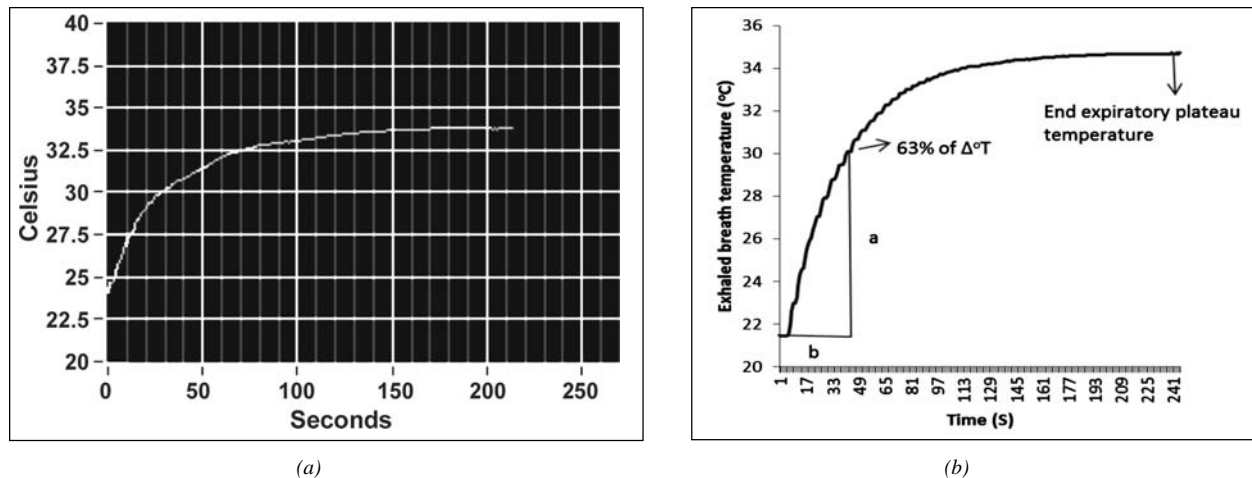 40
37.5
35
32.5
30
27.5
25
22.5
20
Celsius
0 50 100 150 200 250
Seconds
(a)
36
34
32
30
28
26
24
22
20
Exhaled breath temperature (°C)
End expiratory plateau
temperature
63% of Δ°T
a
b
1 17 33 49 65 81 97 113 129 145 161 177 193 209 225 241
Time (S)
(b)